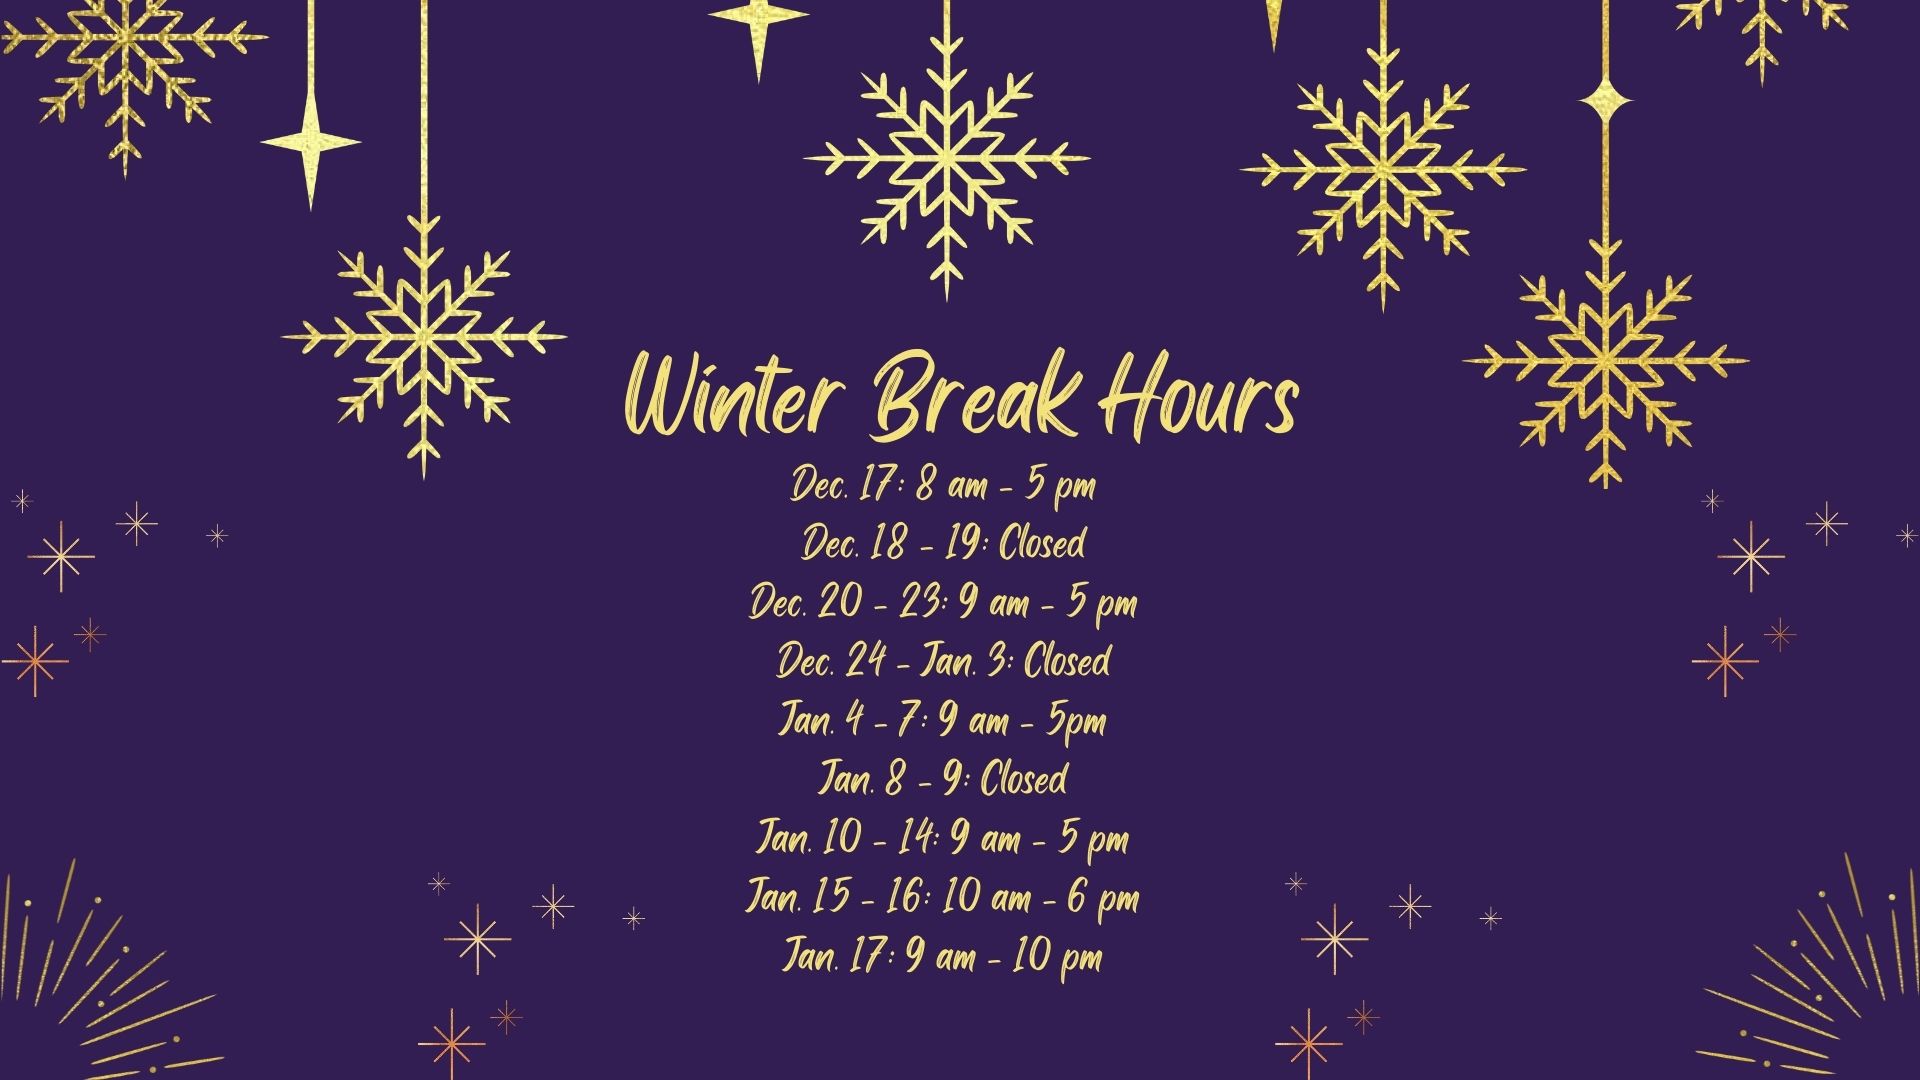 Winter Break Hours
Dec. 17: 8 am - 5 pm
Dec. 18 - 19: Closed
Dec. 20 - 23: 9 am - 5 pm
Dec. 24 - Jan. 3: Closed
Jan. 4 - 7: 9 am - 5pm
Jan. 8 - 9: Closed
Jan. 10 - 14: 9 am - 5 pm
Jan. 15 - 16: 10 am - 6 pm
Jan. 17: 9 am - 10 pm